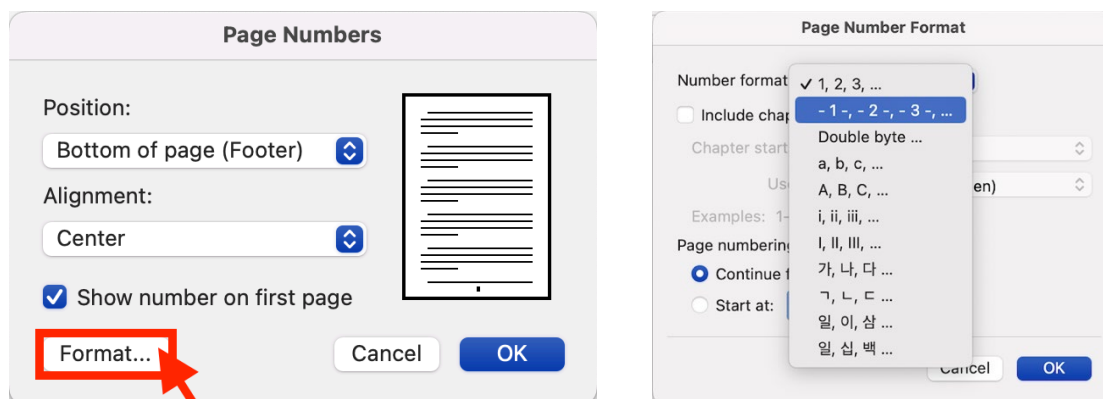 Page Numbers
Position:
Bottom of page (Footer)
Alignment:
Center
Show number on first page
Format...
Cancel
OK
Page Number Format
Number format
1, 2, 3, ...
- 1 -, - 2 -, - 3 -, ...
Include chap
Double byte ...
Chapter start
a, b, c, ...
Us
A, B, C, ...
en)
Examples: 1-
i, ii, iii, ...
Page numbering
I, II, III, ...
Continue f
가, 나, 다 ...
ㄱ, ㄴ, ㄷ ...
Start at:
일, 이, 삼 ...
일, 십, 백 ...
Cancel
OK